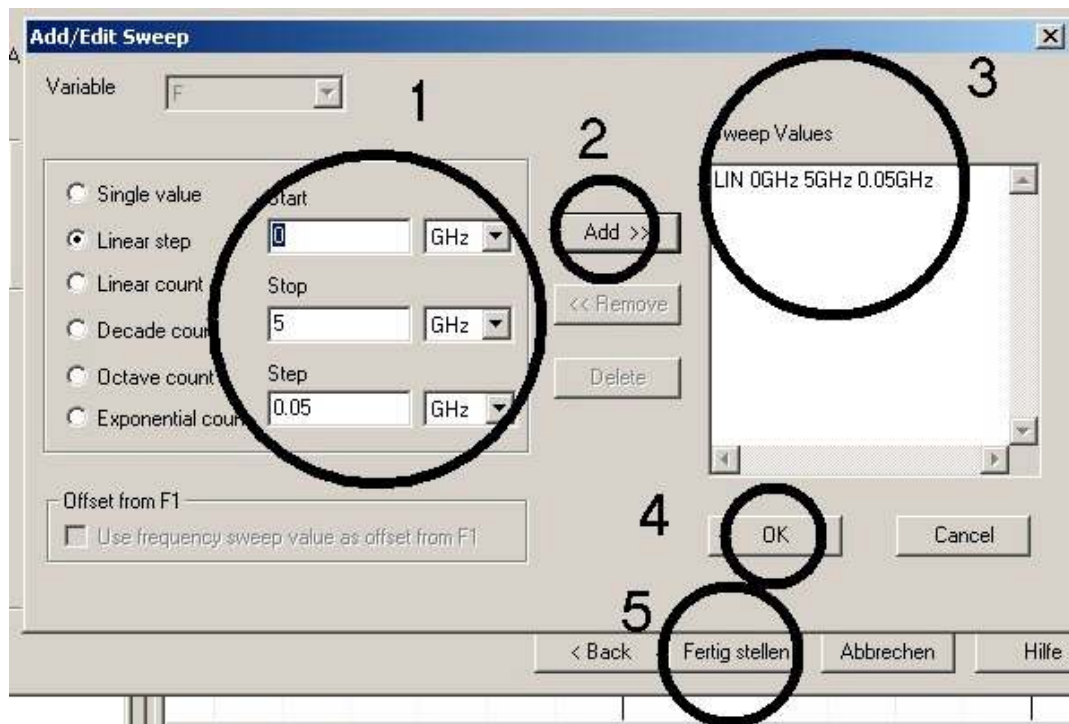 Add/Edit Sweep
Variable
F
1
2
3
Sweep Values
LIN 0GHz 5GHz 0.05GHz
Single value
Linear step
Linear count
Decade coun
Octave count
Exponential coun
Start
0
GHz
Stop
5
GHz
Step
0.05
GHz
Add >>
<< Remove
Delete
Offset from F1
Use frequency sweep value as offset from F1
4
OK
Cancel
5
< Back
Fertig stellen
Abbrechen
Hilfe